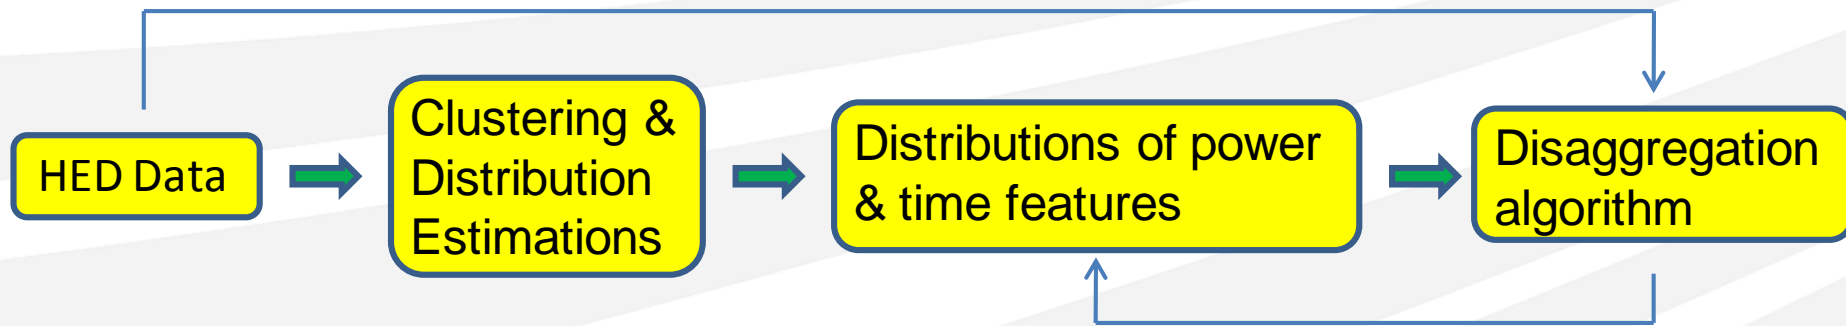 HED Data
Clustering &
Distribution
Estimations
Distributions of power
& time features
Disaggregation
algorithm